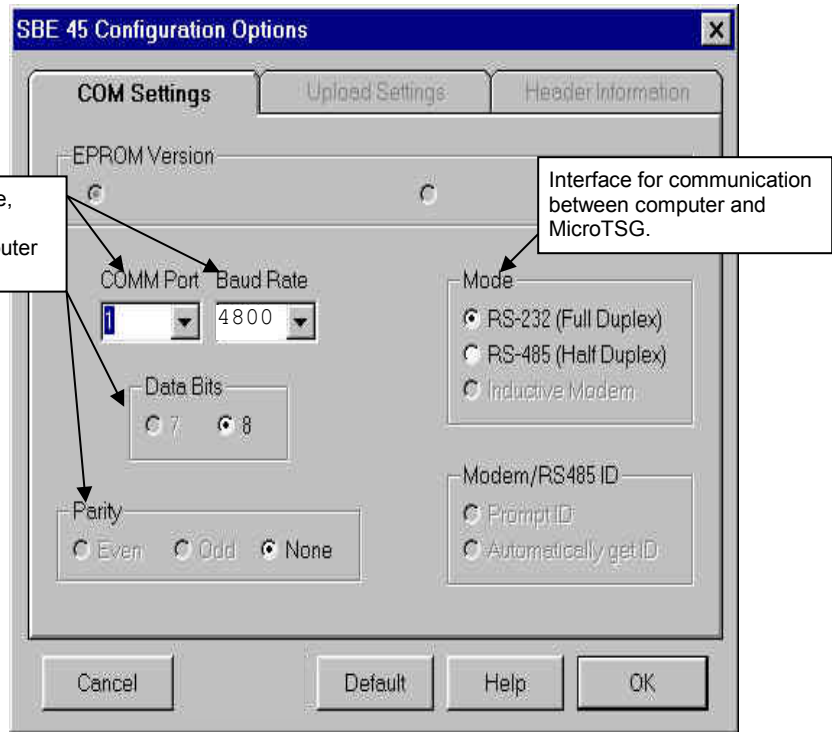 SBE 45 Configuration Options
COM Settings Upload Settings Header Information
EPROM Version
Interface for communication
between computer and
MicroTSG.
COMM Port Baud Rate
1 4800
Data Bits
7 8
Parity
Even Odd None
Mode
RS-232 (Full Duplex)
RS-485 (Half Duplex)
Inductive Modem
Modem/RS485 ID
Prompt ID
Automatically get ID
Cancel Default Help OK